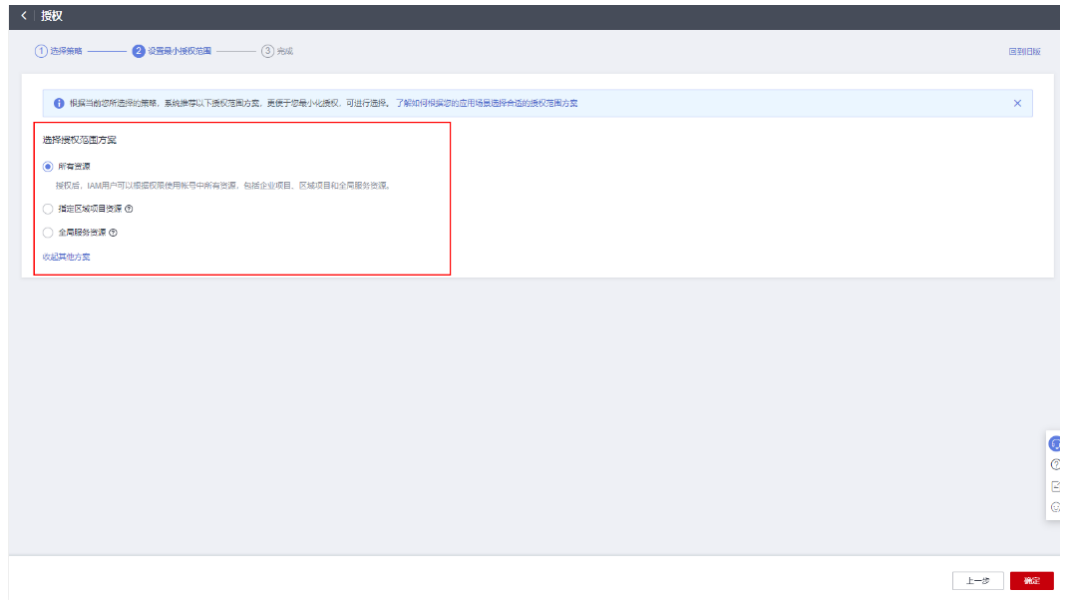 授权
1 选择策略 2 设置最小授权范围 3 完成 回到旧版
根据当前您所选择的策略，系统推荐以下授权范围方案，更便于您最小化授权，可进行选择。 了解如何根据您的应用场景选择合适的授权范围方案
选择授权范围方案
所有资源
授权后，IAM用户可以根据权限使用帐号中所有资源，包括企业项目、区域项目和全局服务资源。
指定区域项目资源
全局服务资源
收起其他方案
上一步 确定